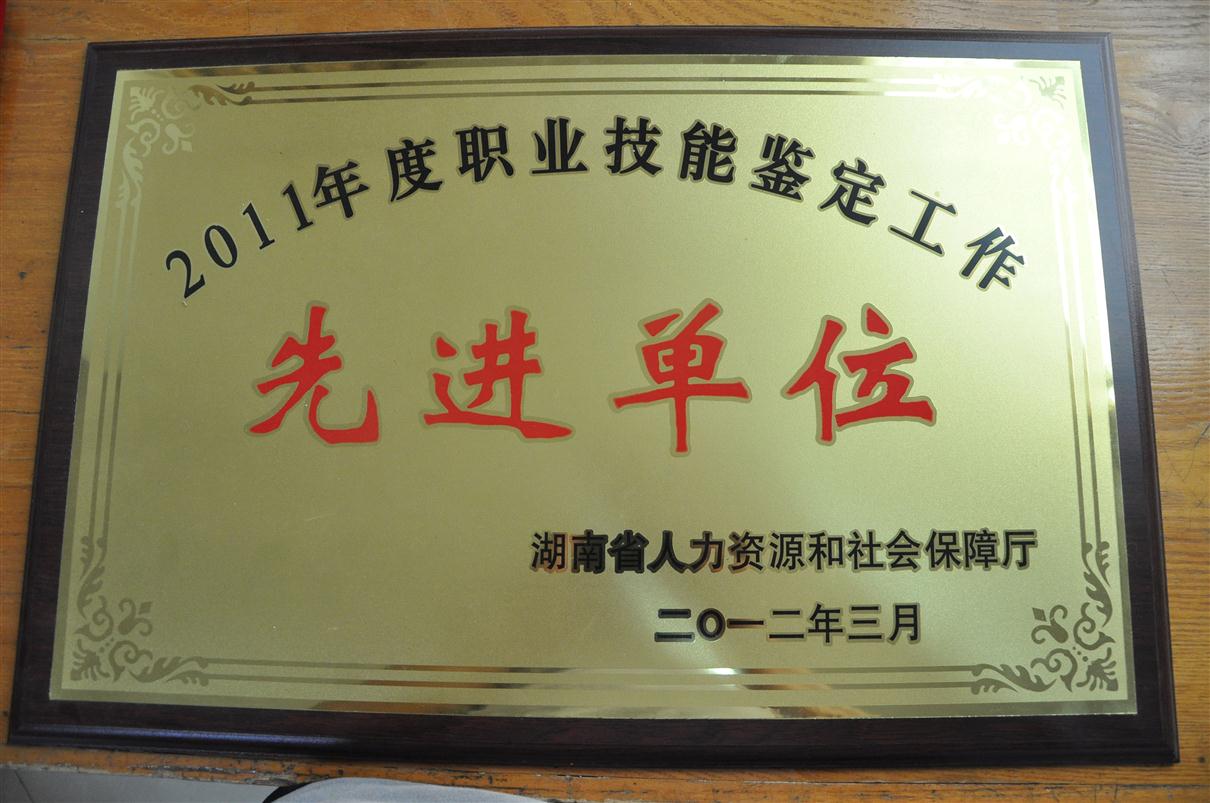 2011年度职业技能鉴定工作
先进单位
湖南省人力资源和社会保障厅
二〇一二年三月